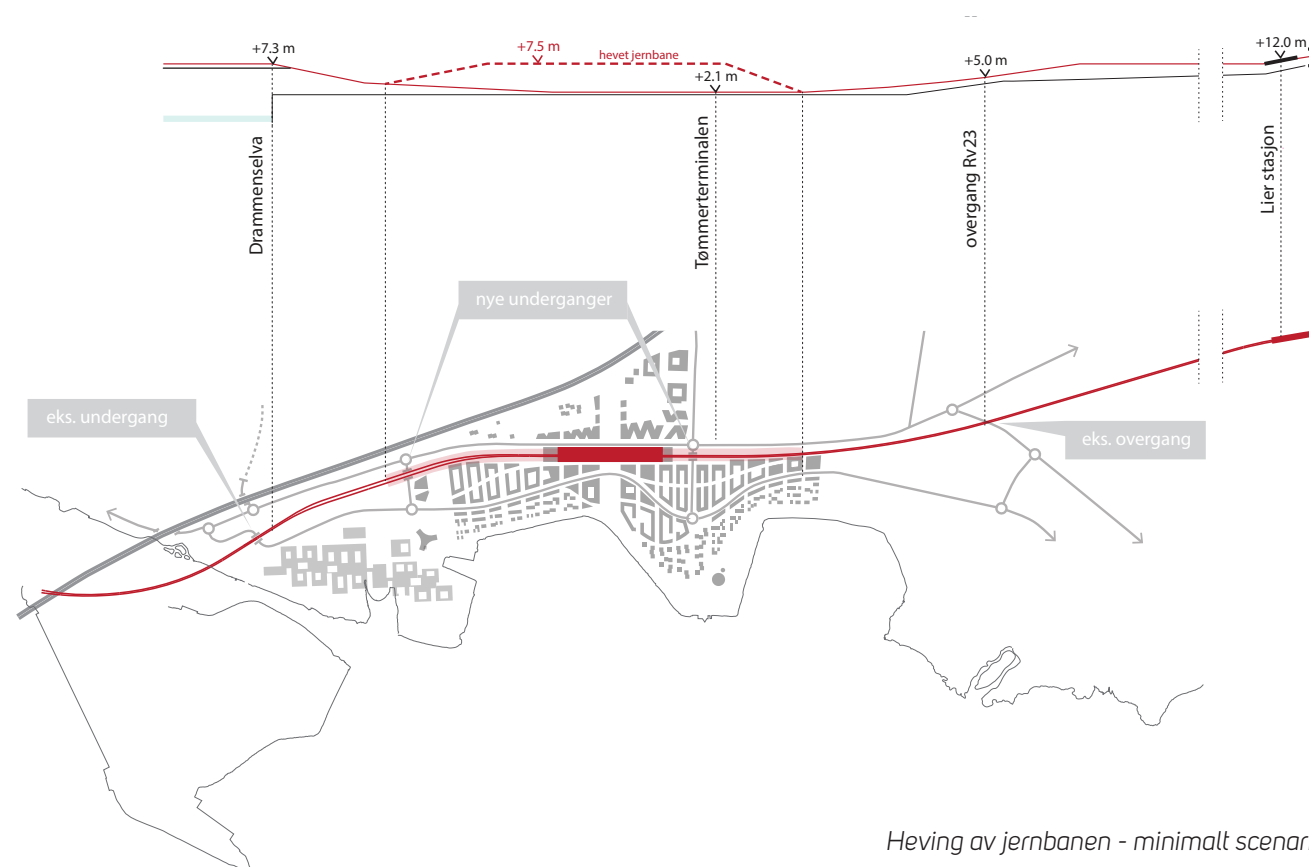 +7.3 m
+7.5 m
hevet jernbane
+2.1 m
+5.0 m
+12.0 m
Drammenselva
Tømmerterminalen
overgang Rv23
Lier stasjon
nye underganger
eks. undergang
eks. overgang
Heving av jernbanen - minimalt scenar